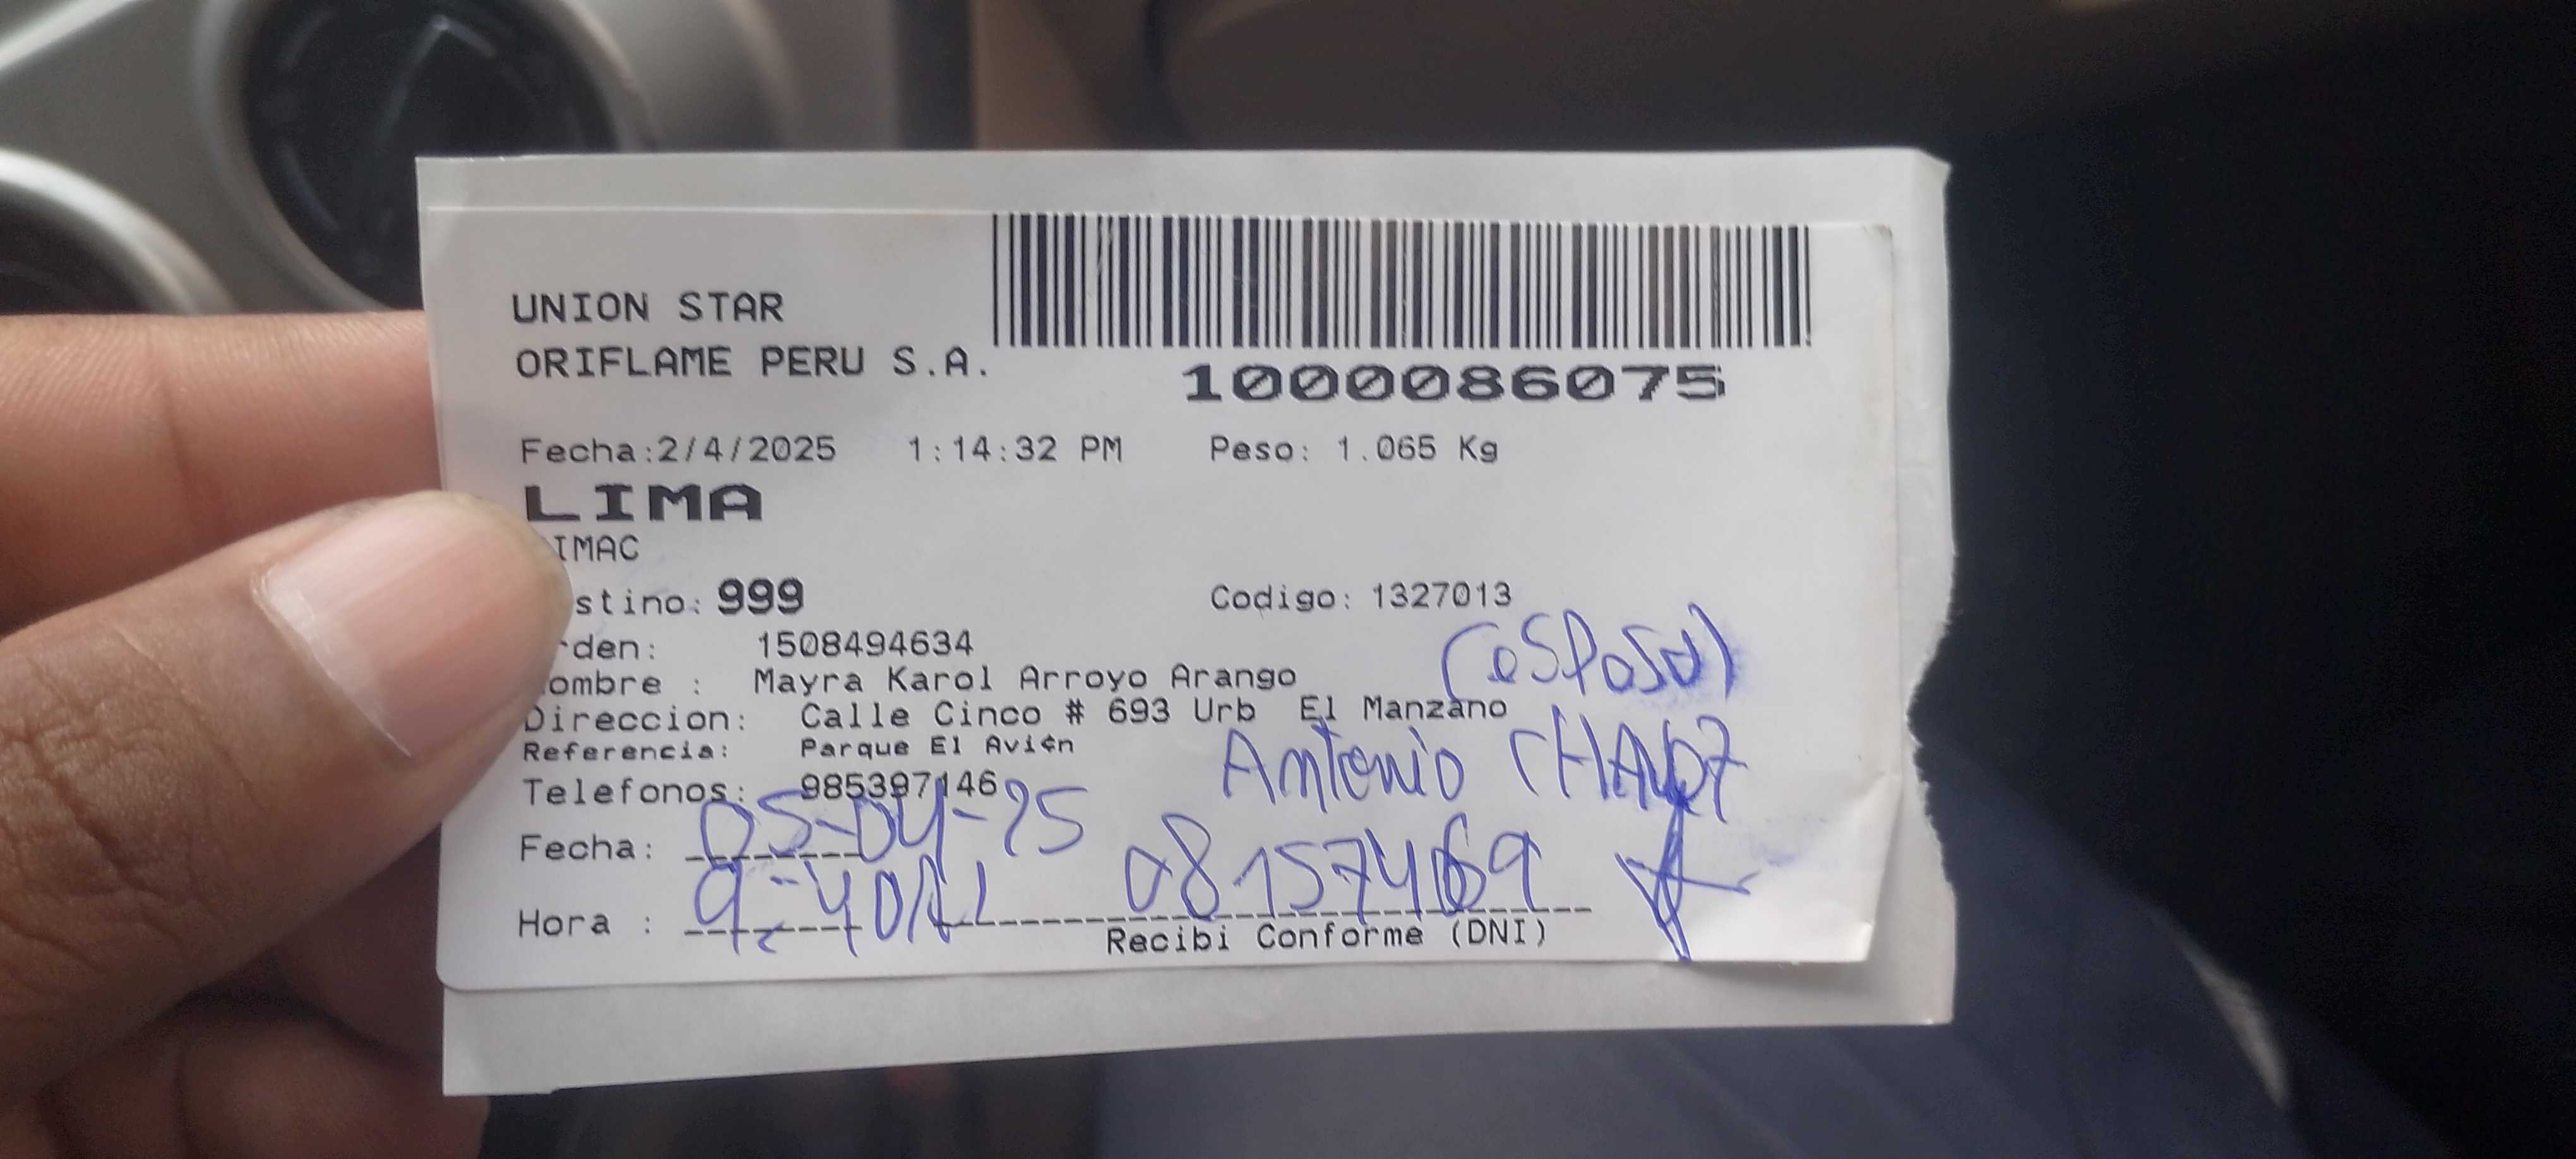 UNION STAR
ORIFLAME PERU S.A.
1000086075
Fecha:2/4/2025 1:14:32 PM Peso: 1.065 Kg
LIMA
IMAC
stino: 999 Codigo: 1327013
rden: 1508494634 (esposo)
ombre : Mayra Karol Arroyo Arango
Direccion: Calle Cinco # 693 Urb El Manzano
Referencia: Parque El Avi¢n Antonio
Telefonos: 985397146
Fecha: 05-04-25
Hora : 9:40
Recibi Conforme (DNI)